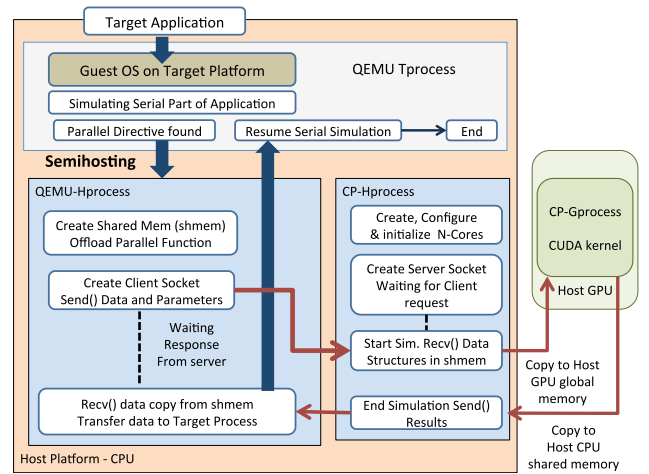 Target Application
Guest OS on Target Platform
QEMU Tprocess
Simulating Serial Part of Application
Parallel Directive found
Resume Serial Simulation
End
Semihosting
QEMU-Hprocess
Create Shared Mem (shmem)
Offload Parallel Function
Create Client Socket
Send() Data and Parameters
Waiting
Response
From server
Recv() data copy from shmem
Transfer data to Target Process
CP-Hprocess
Create, Configure
& initialize N-Cores
Create Server Socket
Waiting for Client
request
Start Sim. Recv() Data
Structures in shmem
End Simulation Send()
Results
CP-Gprocess
CUDA kernel
Host GPU
Copy to Host
GPU global
memory
Copy to
Host CPU
shared memory
Host Platform - CPU